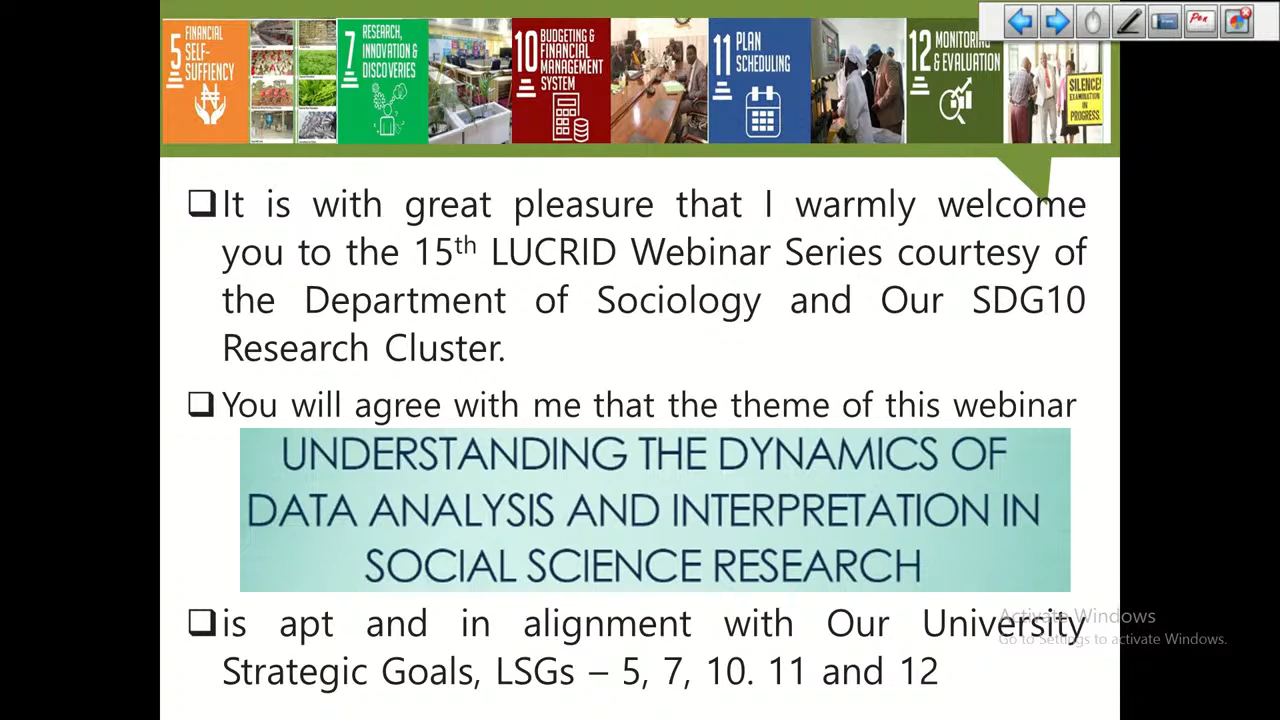 5 FINANCIAL
SELF-
SUFFIENCY
7 RESEARCH,
INNOVATION &
DISCOVERIES
10 BUDGETING &
FINANCIAL
MANAGEMENT
SYSTEM
11 PLAN
SCHEDULING
12 MONITORING
& EVALUATION
SILENCE!
EXAMINATION
IN
PROGRESS.
Pen
It is with great pleasure that I warmly welcome
you to the 15th LUCRID Webinar Series courtesy of
the Department of Sociology and Our SDG10
Research Cluster.
You will agree with me that the theme of this webinar
UNDERSTANDING THE DYNAMICS OF
DATA ANALYSIS AND INTERPRETATION IN
SOCIAL SCIENCE RESEARCH
is apt and in alignment with Our University
Strategic Goals, LSGs – 5, 7, 10. 11 and 12
Activate Windows
Go to Settings to activate Windows.